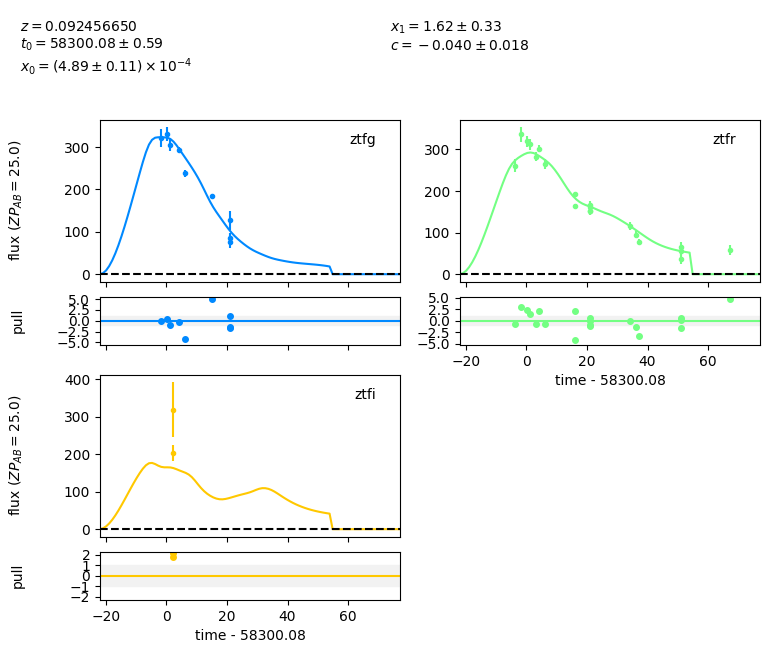 z = 0.092456650
t₀ = 58300.08 ± 0.59
x₀ = (4.89 ± 0.11) × 10⁻⁴
x₁ = 1.62 ± 0.33
c = −0.040 ± 0.018
ztfg
flux (ZP_AB = 25.0)
300
200
100
0
pull
5.0
2.5
0.0
−2.5
−5.0
ztfr
300
200
100
0
5.0
2.5
0.0
−2.5
−5.0
−20 0 20 40 60
time - 58300.08
ztfi
flux (ZP_AB = 25.0)
400
300
200
100
0
pull
2
1
0
−1
−2
−20 0 20 40 60
time - 58300.08